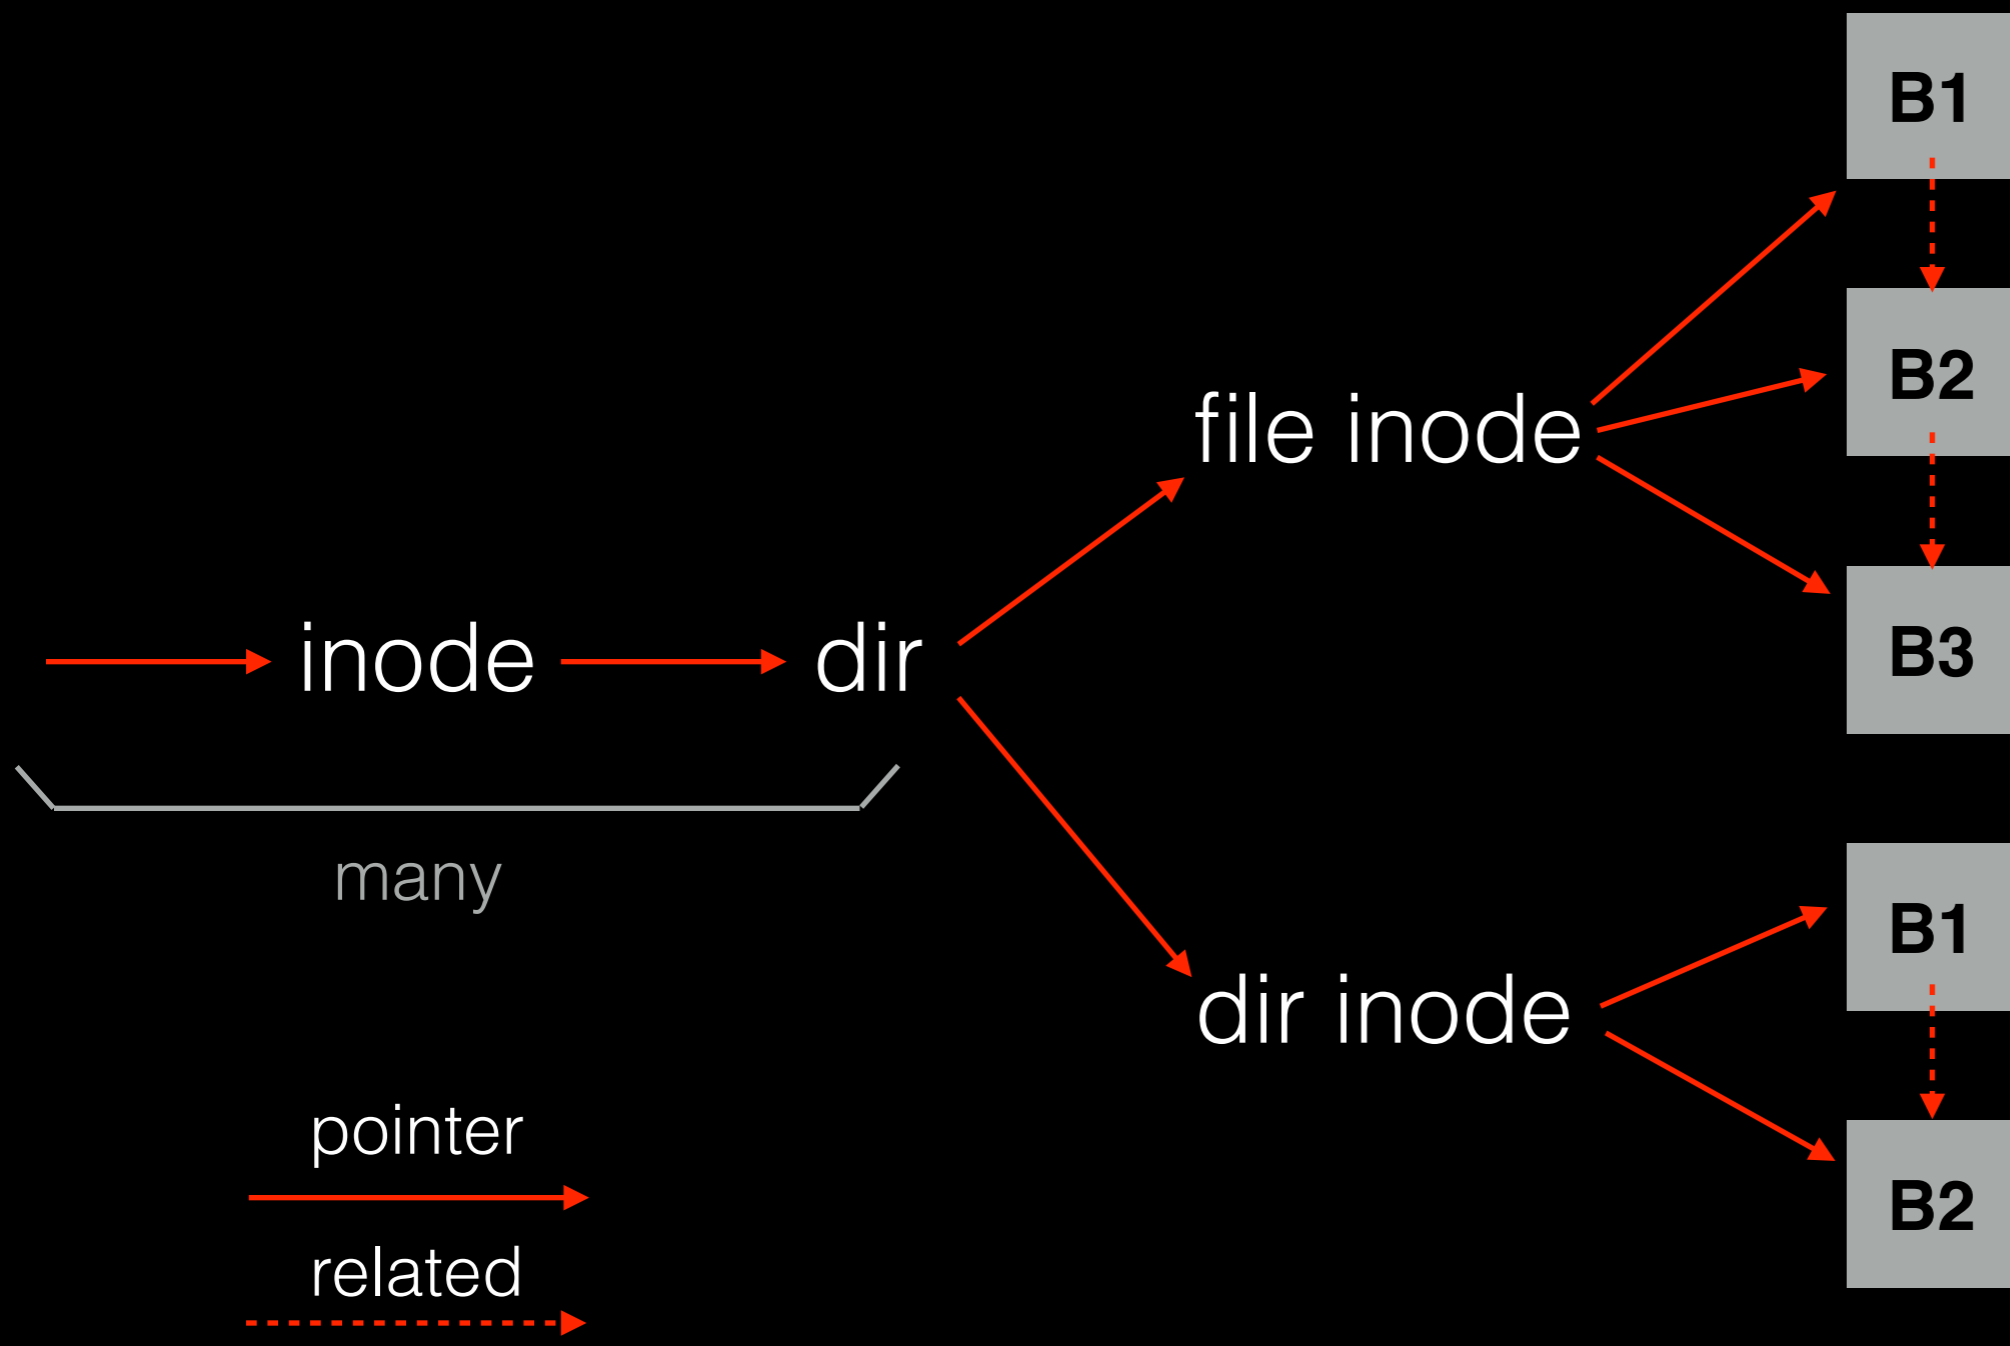 B1
B2
file inode
B3
inode
dir
many
B1
dir inode
B2
pointer
related